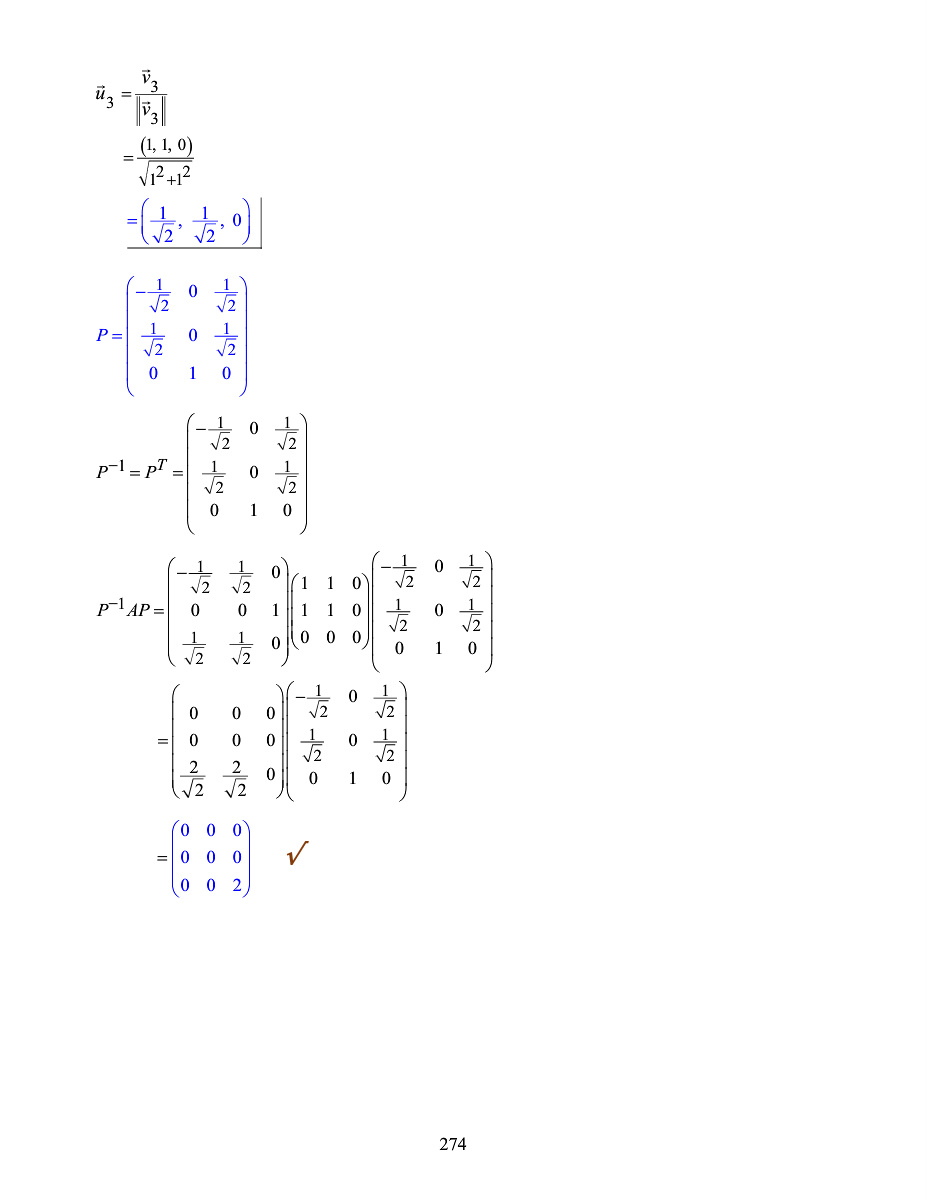 $\vec{u}_3 = \frac{\vec{v}_3}{\left\| \vec{v}_3 \right\|}$
$= \frac{(1, 1, 0)}{\sqrt{1^2 + 1^2}}$
$= \left( \frac{1}{\sqrt{2}}, \frac{1}{\sqrt{2}}, 0 \right)$
$P = \begin{pmatrix} -\frac{1}{\sqrt{2}} & 0 & \frac{1}{\sqrt{2}} \\ \frac{1}{\sqrt{2}} & 0 & \frac{1}{\sqrt{2}} \\ 0 & 1 & 0 \end{pmatrix}$
$P^{-1} = P^T = \begin{pmatrix} -\frac{1}{\sqrt{2}} & 0 & \frac{1}{\sqrt{2}} \\ \frac{1}{\sqrt{2}} & 0 & \frac{1}{\sqrt{2}} \\ 0 & 1 & 0 \end{pmatrix}$
$P^{-1}AP = \begin{pmatrix} -\frac{1}{\sqrt{2}} & \frac{1}{\sqrt{2}} & 0 \\ 0 & 0 & 1 \\ \frac{1}{\sqrt{2}} & \frac{1}{\sqrt{2}} & 0 \end{pmatrix} \begin{pmatrix} 1 & 1 & 0 \\ 1 & 1 & 0 \\ 0 & 0 & 0 \end{pmatrix} \begin{pmatrix} -\frac{1}{\sqrt{2}} & 0 & \frac{1}{\sqrt{2}} \\ \frac{1}{\sqrt{2}} & 0 & \frac{1}{\sqrt{2}} \\ 0 & 1 & 0 \end{pmatrix}$
$= \begin{pmatrix} 0 & 0 & 0 \\ 0 & 0 & 0 \\ \frac{2}{\sqrt{2}} & \frac{2}{\sqrt{2}} & 0 \end{pmatrix} \begin{pmatrix} -\frac{1}{\sqrt{2}} & 0 & \frac{1}{\sqrt{2}} \\ \frac{1}{\sqrt{2}} & 0 & \frac{1}{\sqrt{2}} \\ 0 & 1 & 0 \end{pmatrix}$
$= \begin{pmatrix} 0 & 0 & 0 \\ 0 & 0 & 0 \\ 0 & 0 & 2 \end{pmatrix}$ √
274